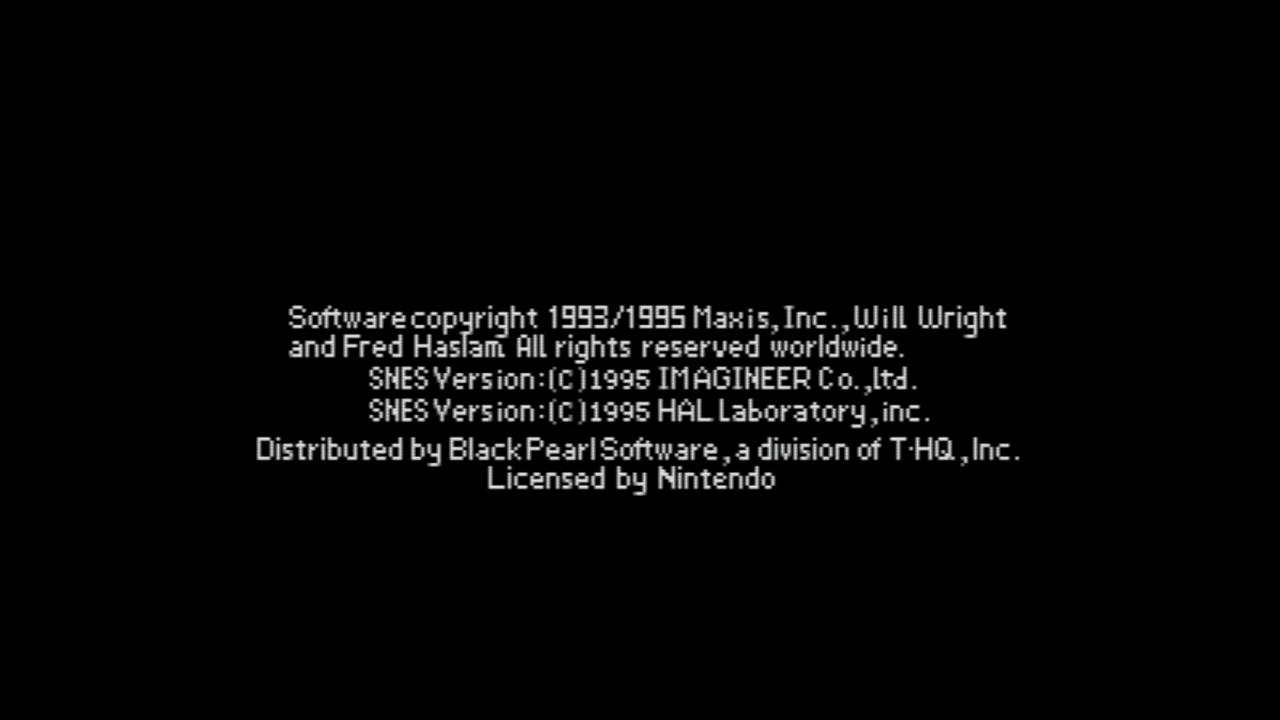 Software copyright 1993/1995 Maxis, Inc., Will Wright
and Fred Haslam. All rights reserved worldwide.
SNES Version:(C)1995 IMAGINEER Co.,ltd.
SNES Version:(C)1995 HAL Laboratory,inc.
Distributed by Black Pearl Software, a division of T·HQ, Inc.
Licensed by Nintendo